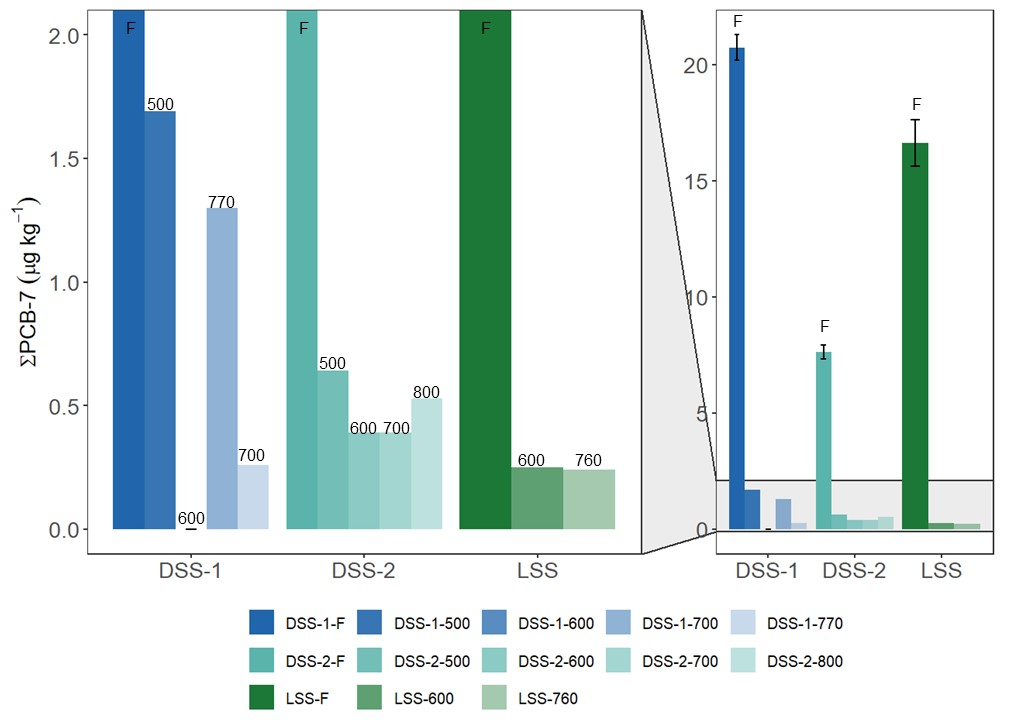 ΣPCB-7 (μg kg⁻¹)
2.0
1.5
1.0
0.5
0.0
F
500
600
770
700
F
500
600
700
800
F
600
760
DSS-1
DSS-2
LSS
20
15
10
5
0
F
F
F
DSS-1
DSS-2
LSS
DSS-1-F
DSS-1-500
DSS-1-600
DSS-1-700
DSS-1-770
DSS-2-F
DSS-2-500
DSS-2-600
DSS-2-700
DSS-2-800
LSS-F
LSS-600
LSS-760